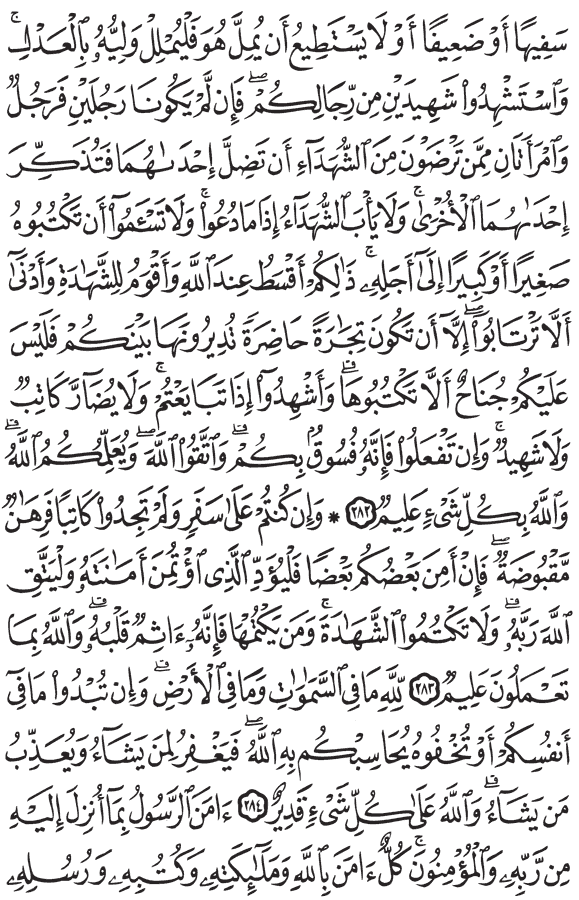 سَفِيهًا أَوْ ضَعِيفًا أَوْ لَا يَسْتَطِيعُ أَن يُمِلَّ هُوَ فَلْيُمْلِلْ وَلِيُّهُۥ بِٱلْعَدْلِۚ
وَٱسْتَشْهِدُوا۟ شَهِيدَيْنِ مِن رِّجَالِكُمْۖ فَإِن لَّمْ يَكُونَا رَجُلَيْنِ فَرَجُلٌ
وَٱمْرَأَتَانِ مِمَّن تَرْضَوْنَ مِنَ ٱلشُّهَدَآءِ أَن تَضِلَّ إِحْدَىٰهُمَا فَتُذَكِّرَ
إِحْدَىٰهُمَا ٱلْأُخْرَىٰۚ وَلَا يَأْبَ ٱلشُّهَدَآءُ إِذَا مَا دُعُوا۟ۚ وَلَا تَسْـَٔمُوٓا۟ أَن تَكْتُبُوهُ
صَغِيرًا أَوْ كَبِيرًا إِلَىٰٓ أَجَلِهِۦۚ ذَٰلِكُمْ أَقْسَطُ عِندَ ٱللَّهِ وَأَقْوَمُ لِلشَّهَٰدَةِ وَأَدْنَىٰٓ
أَلَّا تَرْتَابُوٓا۟ۖ إِلَّآ أَن تَكُونَ تِجَٰرَةً حَاضِرَةً تُدِيرُونَهَا بَيْنَكُمْ فَلَيْسَ
عَلَيْكُمْ جُنَاحٌ أَلَّا تَكْتُبُوهَاۗ وَأَشْهِدُوٓا۟ إِذَا تَبَايَعْتُمْۚ وَلَا يُضَآرَّ كَاتِبٌ
وَلَا شَهِيدٌۚ وَإِن تَفْعَلُوا۟ فَإِنَّهُۥ فُسُوقٌۢ بِكُمْۗ وَٱتَّقُوا۟ ٱللَّهَۖ وَيُعَلِّمُكُمُ ٱللَّهُۗ
وَٱللَّهُ بِكُلِّ شَىْءٍ عَلِيمٌ ٢٨٢ * وَإِن كُنتُمْ عَلَىٰ سَفَرٍ وَلَمْ تَجِدُوا۟ كَاتِبًا فَرِهَٰنٌ
مَّقْبُوضَةٌۖ فَإِنْ أَمِنَ بَعْضُكُم بَعْضًا فَلْيُؤَدِّ ٱلَّذِى ٱؤْتُمِنَ أَمَٰنَتَهُۥ وَلْيَتَّقِ
ٱللَّهَ رَبَّهُۥۗ وَلَا تَكْتُمُوا۟ ٱلشَّهَٰدَةَۚ وَمَن يَكْتُمْهَا فَإِنَّهُۥٓ ءَاثِمٌ قَلْبُهُۥۗ وَٱللَّهُ بِمَا
تَعْمَلُونَ عَلِيمٌ ٢٨٣ لِّلَّهِ مَا فِى ٱلسَّمَٰوَٰتِ وَمَا فِى ٱلْأَرْضِۗ وَإِن تُبْدُوا۟ مَا فِىٓ
أَنفُسِكُمْ أَوْ تُخْفُوهُ يُحَاسِبْكُم بِهِ ٱللَّهُۖ فَيَغْفِرُ لِمَن يَشَآءُ وَيُعَذِّبُ
مَن يَشَآءُۗ وَٱللَّهُ عَلَىٰ كُلِّ شَىْءٍ قَدِيرٌ ٢٨٤ ءَامَنَ ٱلرَّسُولُ بِمَآ أُنزِلَ إِلَيْهِ
مِن رَّبِّهِۦ وَٱلْمُؤْمِنُونَۚ كُلٌّ ءَامَنَ بِٱللَّهِ وَمَلَٰٓئِكَتِهِۦ وَكُتُبِهِۦ وَرُسُلِهِۦ